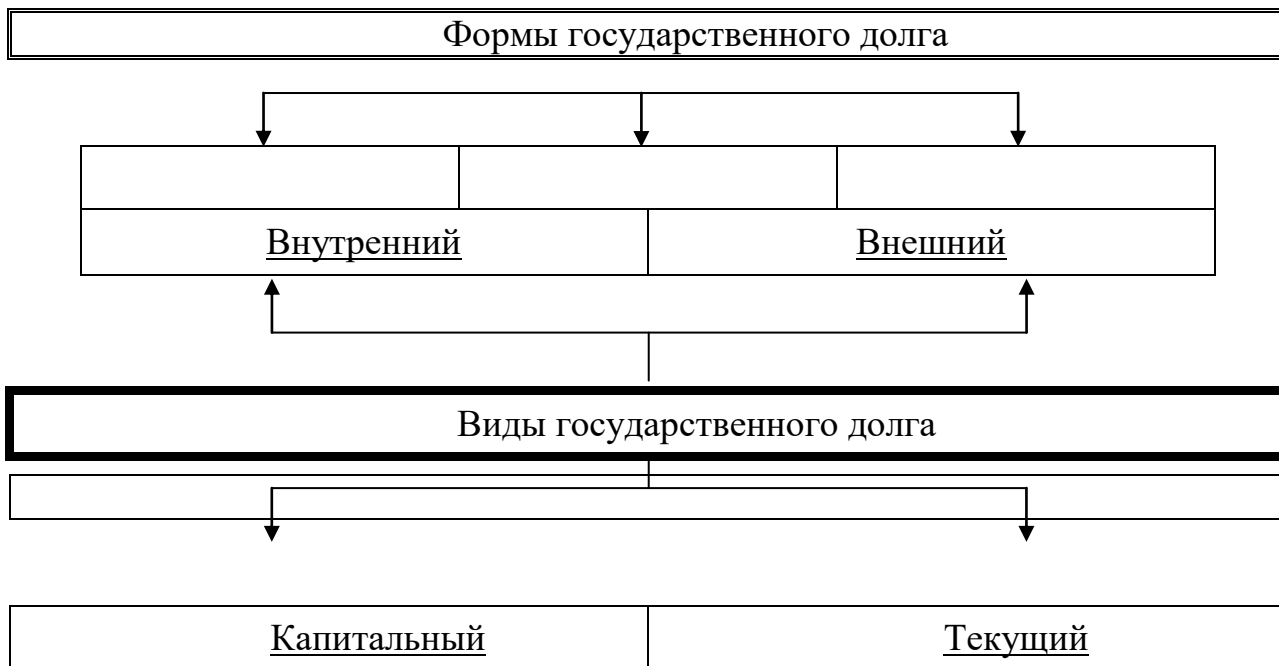 Формы государственного долга
Внутренний Внешний
Виды государственного долга
Капитальный Текущий